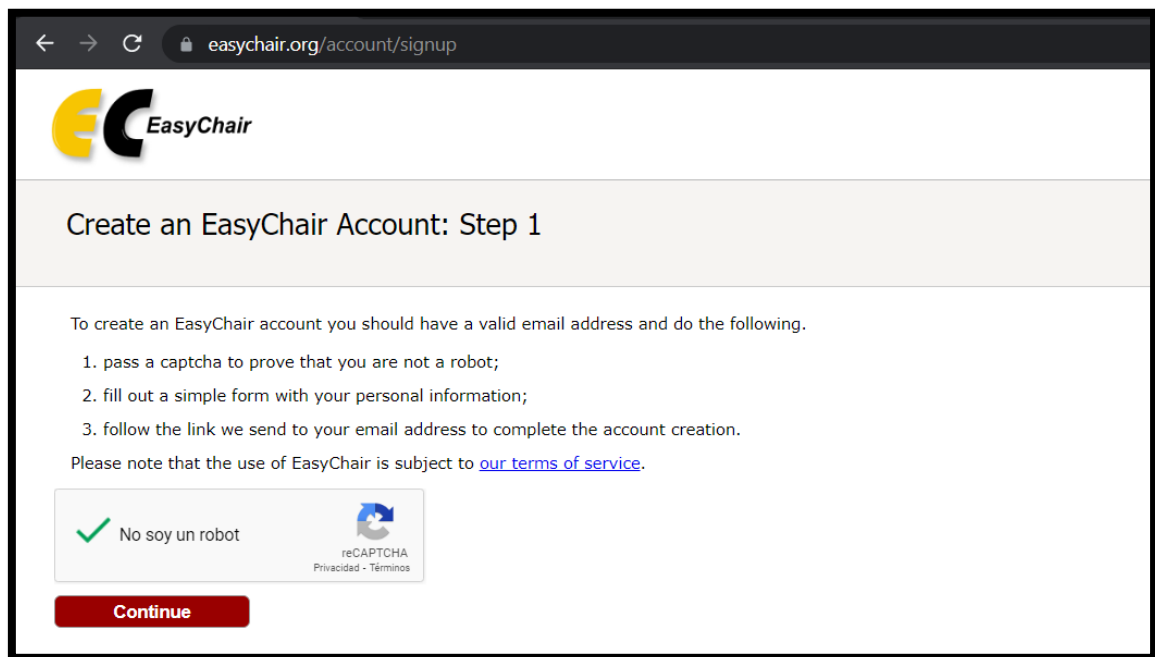 easychair.org/account/signup
EC EasyChair
Create an EasyChair Account: Step 1
To create an EasyChair account you should have a valid email address and do the following.
1. pass a captcha to prove that you are not a robot;
2. fill out a simple form with your personal information;
3. follow the link we send to your email address to complete the account creation.
Please note that the use of EasyChair is subject to our terms of service.
No soy un robot
reCAPTCHA
Privacidad - Términos
Continue